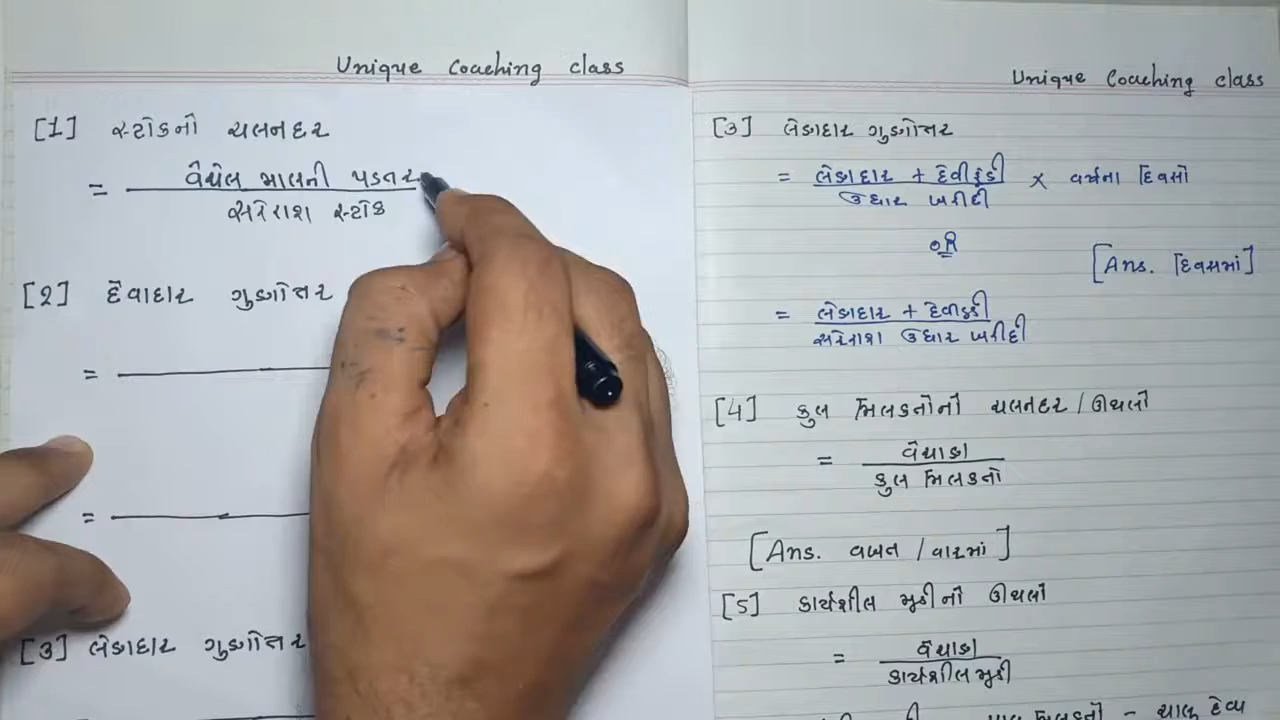 Unique Coaching class
[1] સ્ટોકનો ચલનદર
= વેચેલ માલની પડતર
સરેરાશ સ્ટોક
[2] દેવાદાર ગુણોત્તર
=
=
[3] લેણદાર ગુણોત્તર
Unique Coaching class
[3] લેણદાર ગુણોત્તર
= લેણદાર + દેવીહૂંડી × વર્ષના દિવસો
ઉધાર ખરીદી
OR
[Ans. દિવસમાં]
= લેણદાર + દેવીહૂંડી
સરેરાશ ઉધાર ખરીદી
[4] કુલ મિલકતોનો ચલનદર / ઊથલો
= વેચાણ
કુલ મિલકતો
[Ans. વખત / વારમાં]
[5] કાર્યશીલ મૂડીનો ઊથલો
= વેચાણ
કાર્યશીલ મૂડી
મિલકતો - ચાલુ દેવા